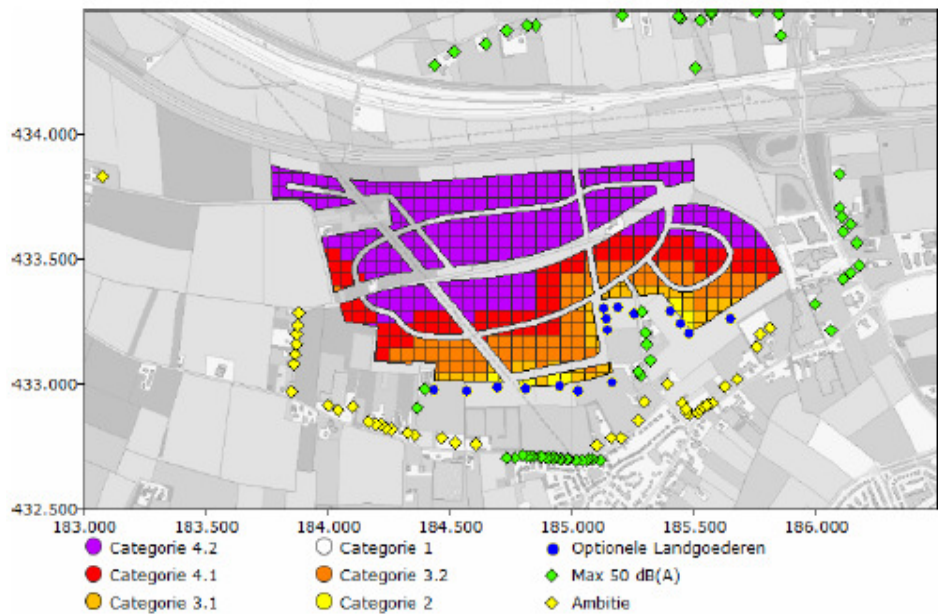 434.000
433.500
433.000
432.500
183.000 183.500 184.000 184.500 185.000 185.500 186.000
Categorie 4.2 Categorie 1 Optionele Landgoederen
Categorie 4.1 Categorie 3.2 Max 50 dB(A)
Categorie 3.1 Categorie 2 Ambitie